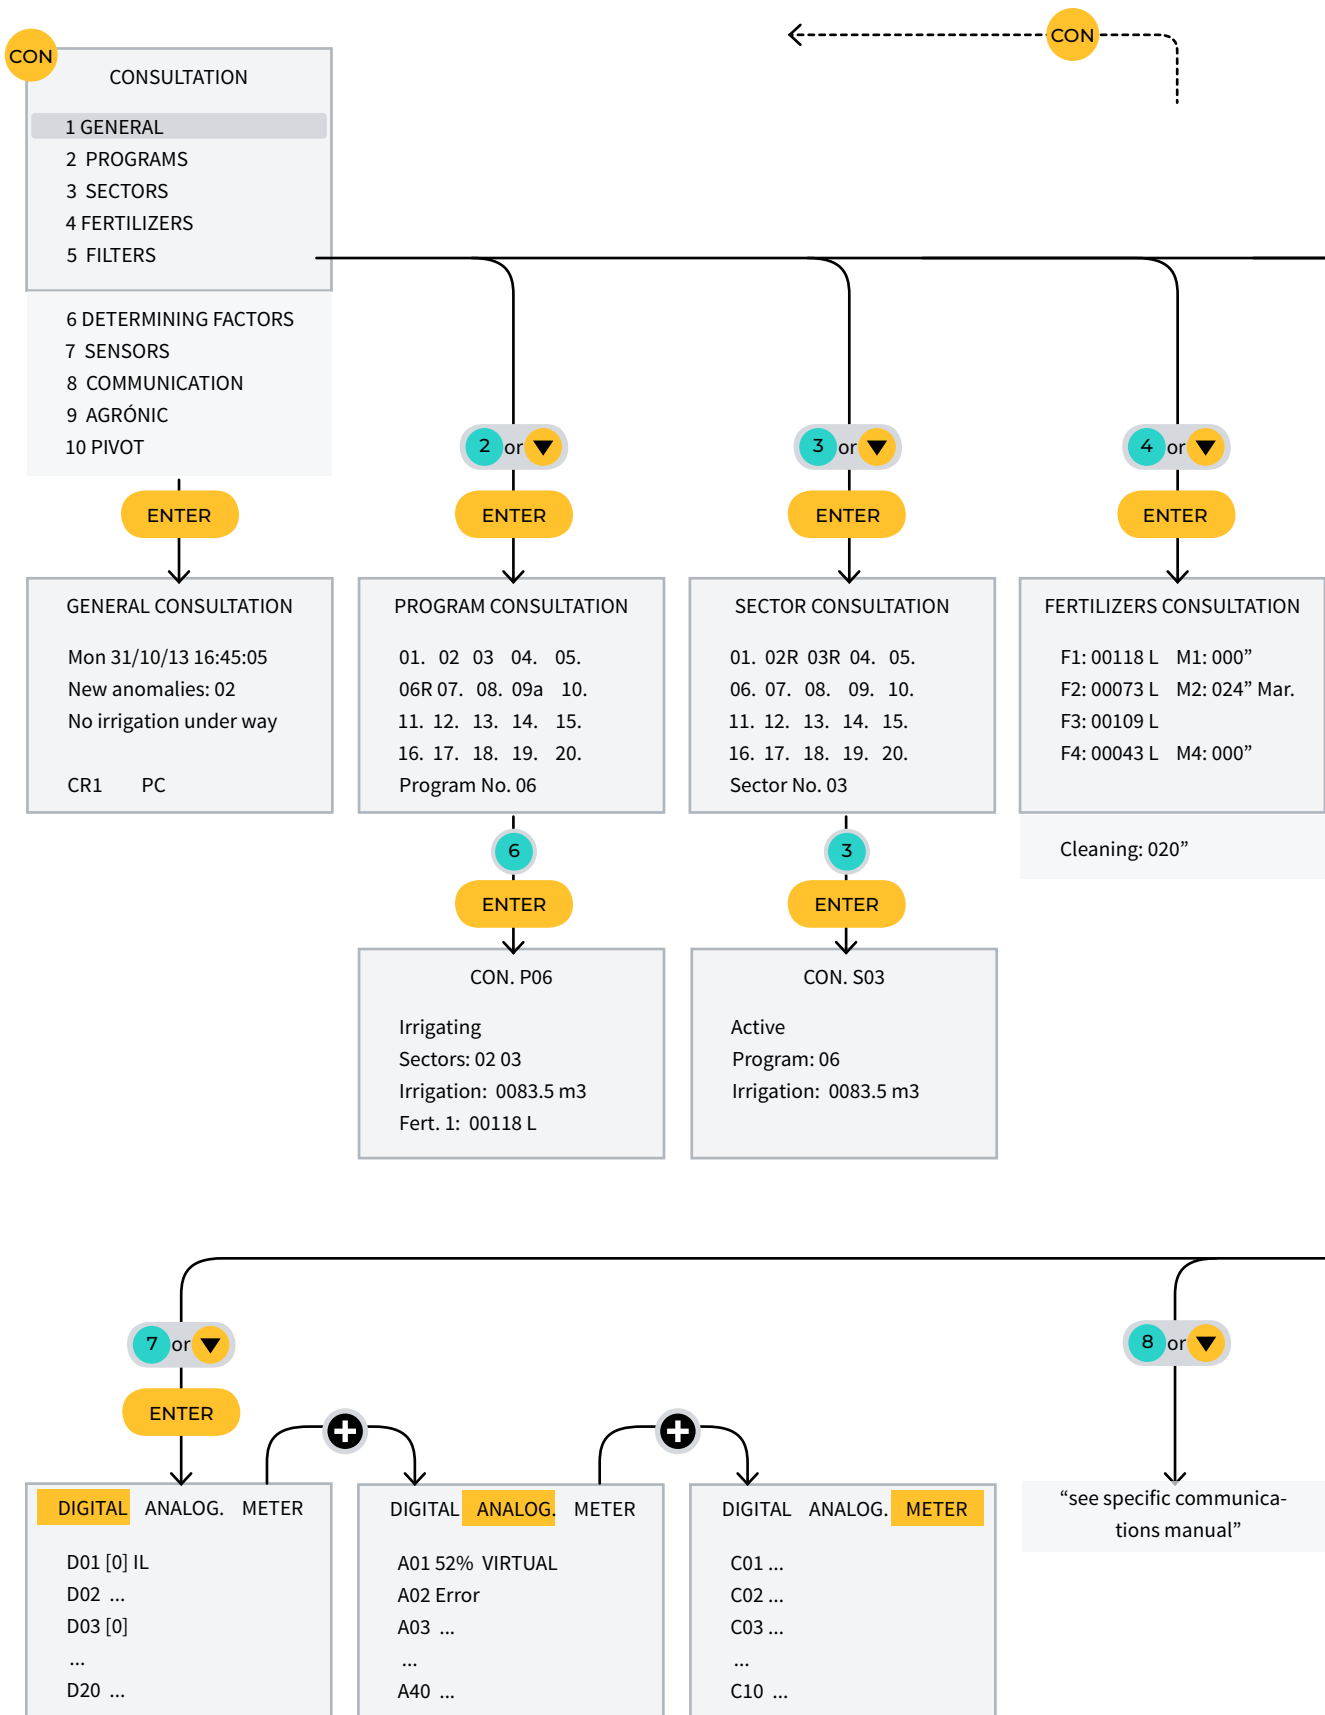 CON
CON
CONSULTATION
1 GENERAL
2 PROGRAMS
3 SECTORS
4 FERTILIZERS
5 FILTERS
6 DETERMINING FACTORS
7 SENSORS
8 COMMUNICATION
9 AGRÓNIC
10 PIVOT
2 or
3 or
4 or
ENTER
ENTER
ENTER
ENTER
GENERAL CONSULTATION
Mon 31/10/13 16:45:05
New anomalies: 02
No irrigation under way
CR1 PC
PROGRAM CONSULTATION
01. 02 03 04. 05.
06R 07. 08. 09a 10.
11. 12. 13. 14. 15.
16. 17. 18. 19. 20.
Program No. 06
SECTOR CONSULTATION
01. 02R 03R 04. 05.
06. 07. 08. 09. 10.
11. 12. 13. 14. 15.
16. 17. 18. 19. 20.
Sector No. 03
FERTILIZERS CONSULTATION
F1: 00118 L M1: 000”
F2: 00073 L M2: 024” Mar.
F3: 00109 L
F4: 00043 L M4: 000”
Cleaning: 020”
6
ENTER
3
ENTER
CON. P06
Irrigating
Sectors: 02 03
Irrigation: 0083.5 m3
Fert. 1: 00118 L
CON. S03
Active
Program: 06
Irrigation: 0083.5 m3
7 or
ENTER
8 or
DIGITAL ANALOG. METER
D01 [0] IL
D02 ...
D03 [0]
...
D20 ...
DIGITAL ANALOG. METER
A01 52% VIRTUAL
A02 Error
A03 ...
...
A40 ...
DIGITAL ANALOG. METER
C01 ...
C02 ...
C03 ...
...
C10 ...
“see specific communica-
tions manual”